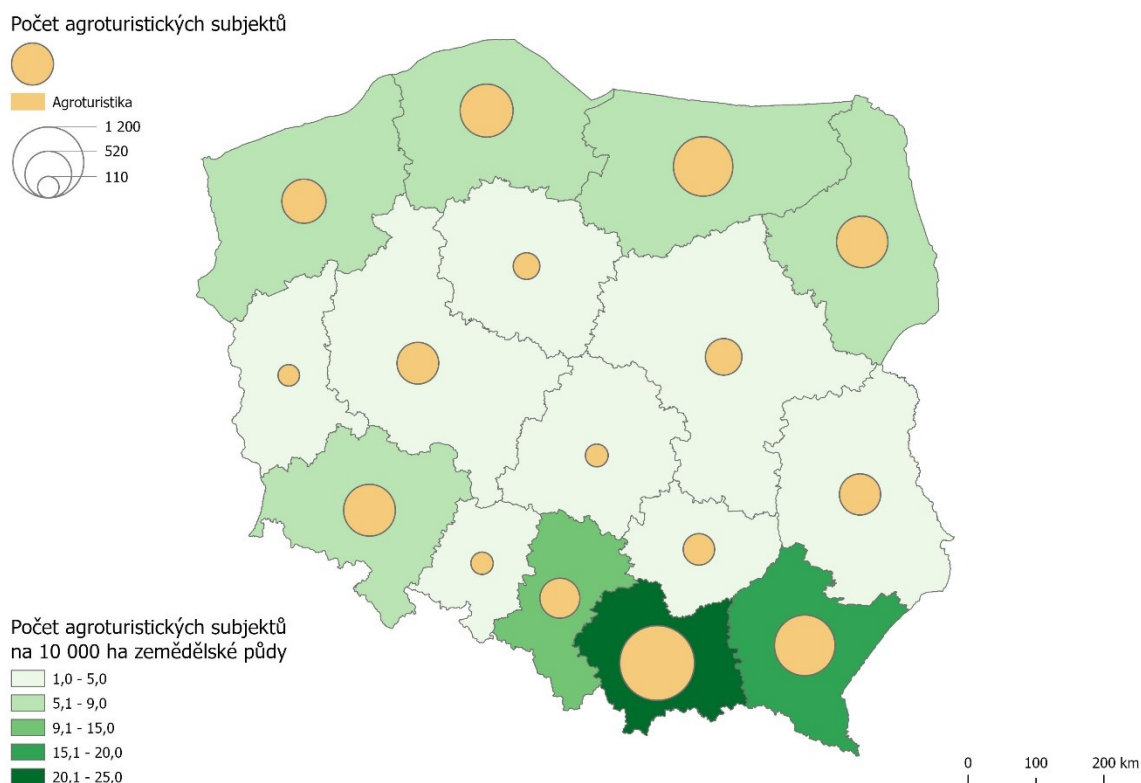 Počet agroturistických subjektů
Agroturistika
1 200
520
110
Počet agroturistických subjektů
na 10 000 ha zemědělské půdy
1,0 - 5,0
5,1 - 9,0
9,1 - 15,0
15,1 - 20,0
20,1 - 25,0
0 100 200 km